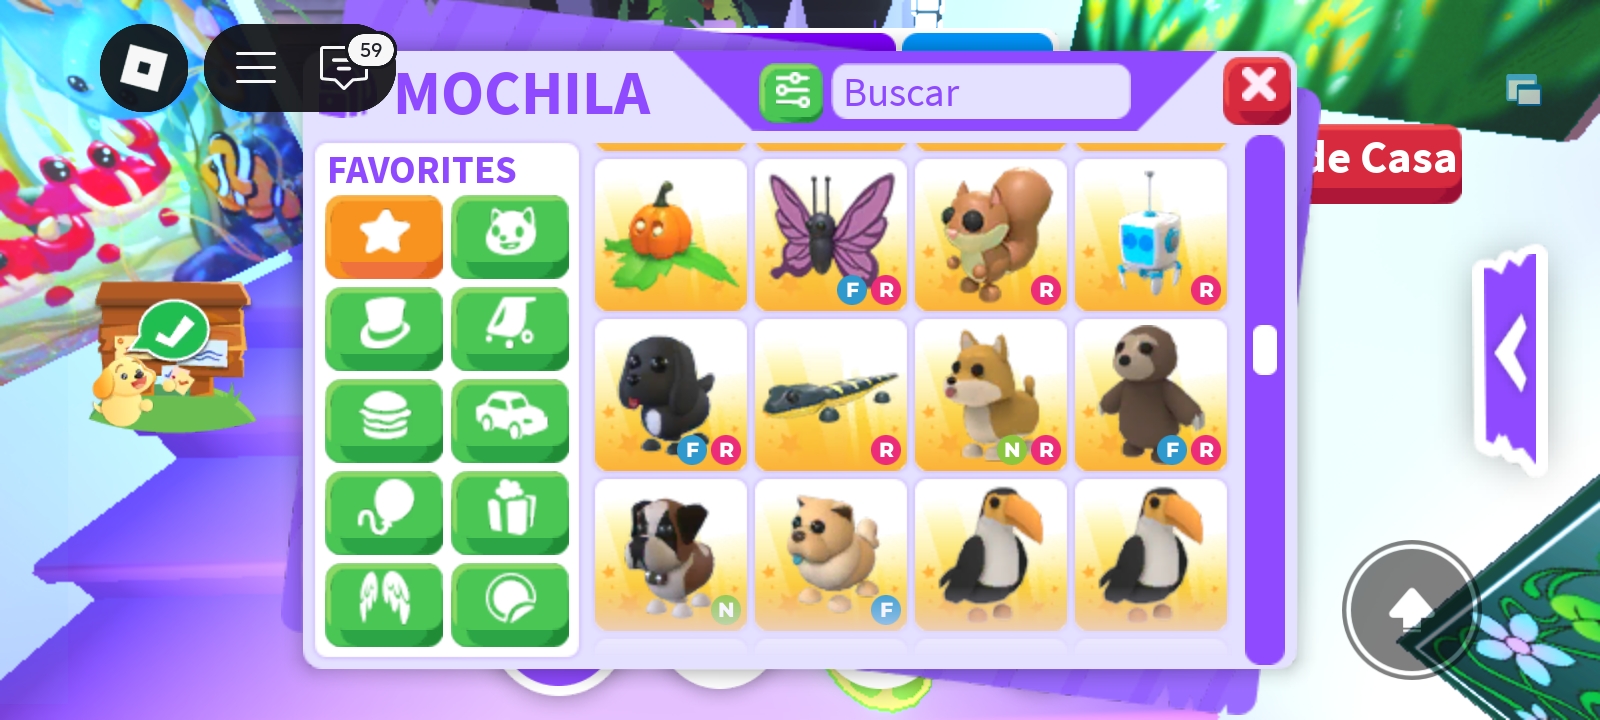 59
MOCHILA
Buscar
de Casa
FAVORITES
F R
R
R
F R
R
N R
F R
N
F